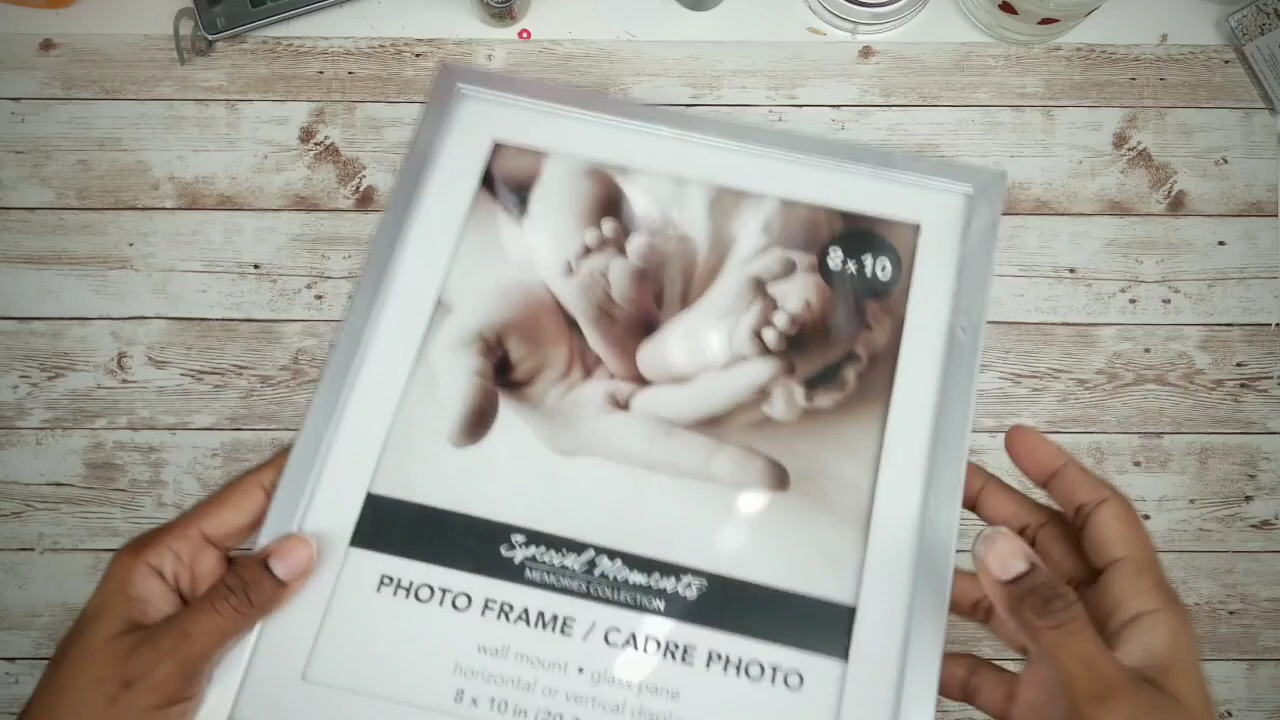 8x10
Special Moments
MEMORIES COLLECTION
PHOTO FRAME / CADRE PHOTO
wall mount • glass pane
horizontal or vertical
8 x 10 in